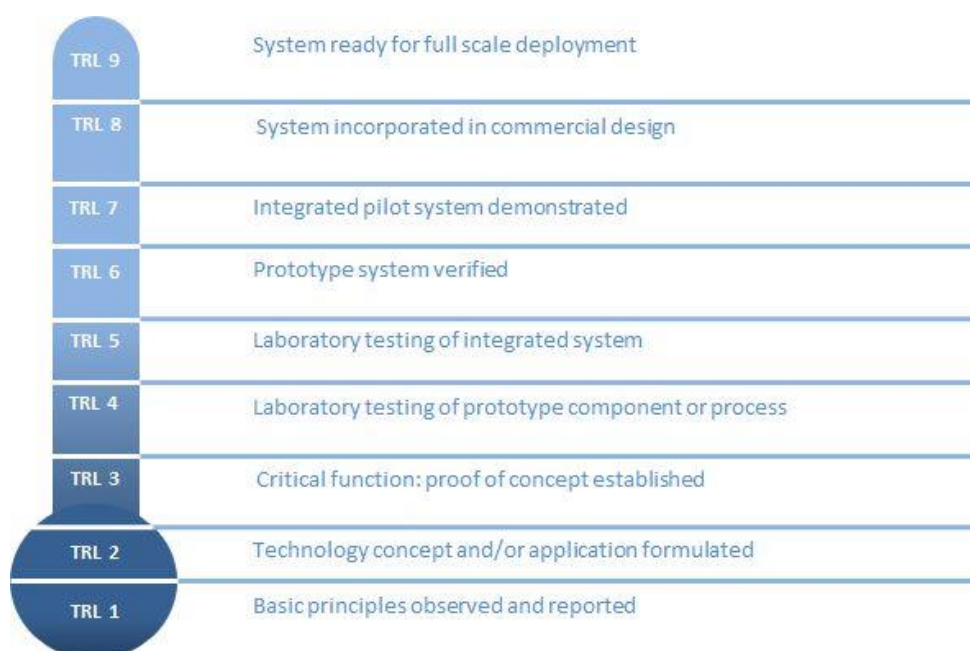 TRL 9 System ready for full scale deployment
TRL 8 System incorporated in commercial design
TRL 7 Integrated pilot system demonstrated
TRL 6 Prototype system verified
TRL 5 Laboratory testing of integrated system
TRL 4 Laboratory testing of prototype component or process
TRL 3 Critical function: proof of concept established
TRL 2 Technology concept and/or application formulated
TRL 1 Basic principles observed and reported